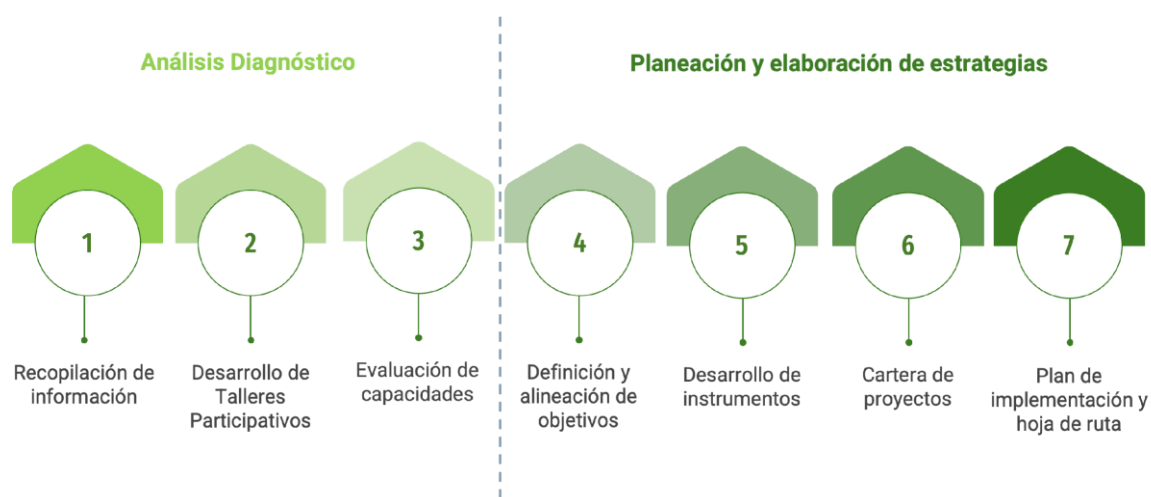 Análisis Diagnóstico
Planeación y elaboración de estrategias
1
2
3
4
5
6
7
Recopilación de
información
Desarrollo de
Talleres
Participativos
Evaluación de
capacidades
Definición y
alineación de
objetivos
Desarrollo de
instrumentos
Cartera de
proyectos
Plan de
implementación y
hoja de ruta